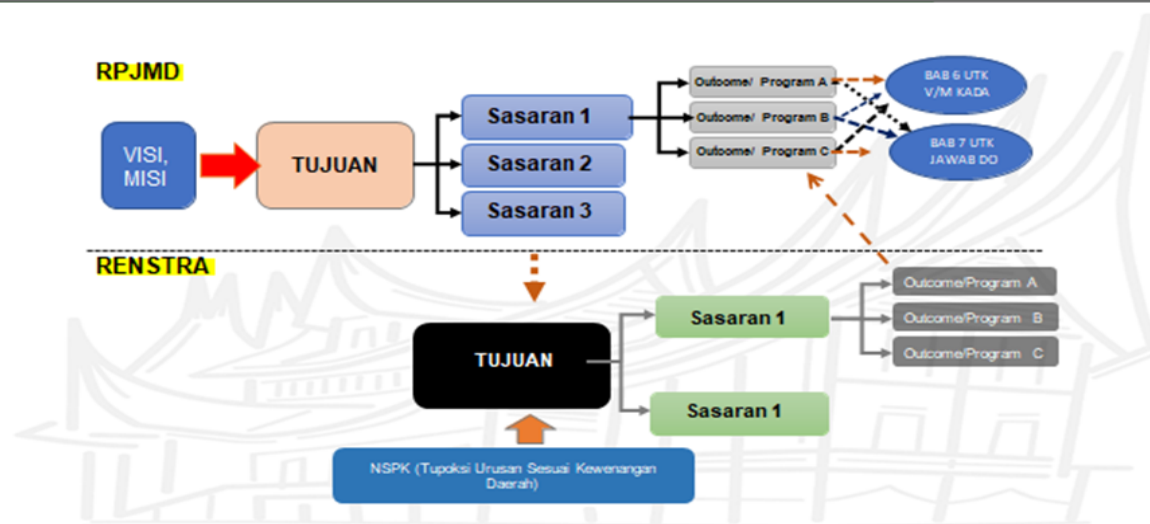 RPJMD
VISI,
MISI
TUJUAN
Sasaran 1
Sasaran 2
Sasaran 3
Outcome/ Program A
Outcome/ Program B
Outcome/ Program C
BAB 6 UTK
V/M KADA
BAB 7 UTK
JAWAB DO
RENSTRA
TUJUAN
Sasaran 1
Sasaran 1
Outcome/Program A
Outcome/Program B
Outcome/Program C
NSPK (Tupoksi Urusan Sesuai Kewenangan
Daerah)